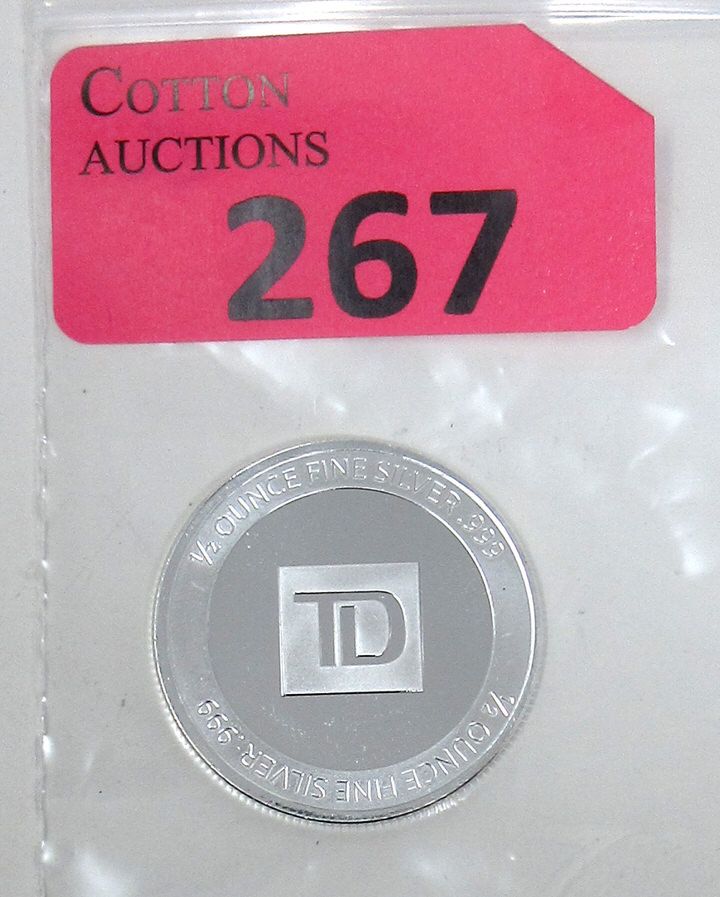 COTTON
AUCTIONS
267
½ OUNCE FINE SILVER .999
TD
½ OUNCE FINE SILVER .999